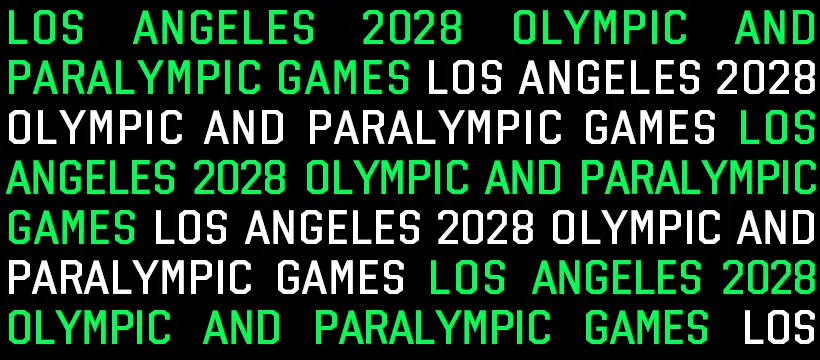 LOS ANGELES 2028 OLYMPIC AND
PARALYMPIC GAMES LOS ANGELES 2028
OLYMPIC AND PARALYMPIC GAMES LOS
ANGELES 2028 OLYMPIC AND PARALYMPIC
GAMES LOS ANGELES 2028 OLYMPIC AND
PARALYMPIC GAMES LOS ANGELES 2028
OLYMPIC AND PARALYMPIC GAMES LOS